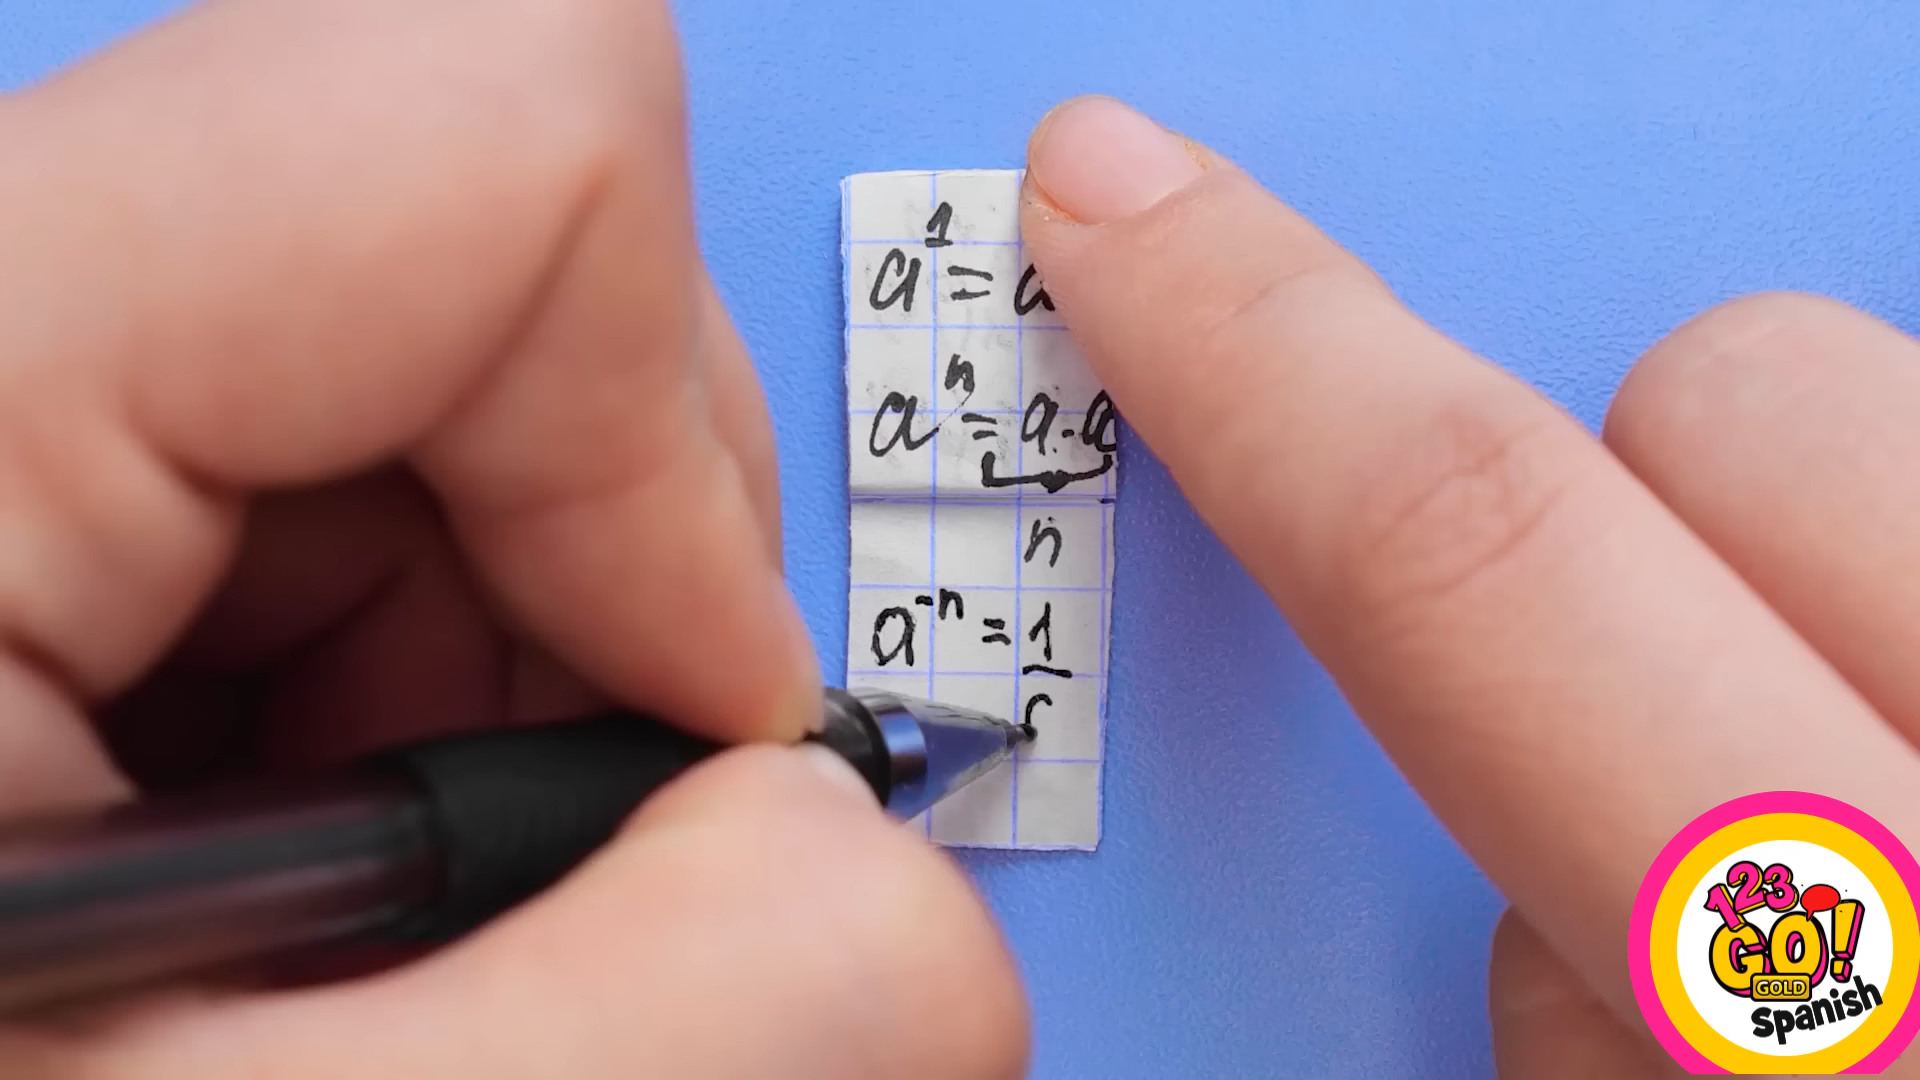 a¹ = a
aⁿ = a · a
n
a⁻ⁿ = 1
123
GO!
GOLD
Spanish